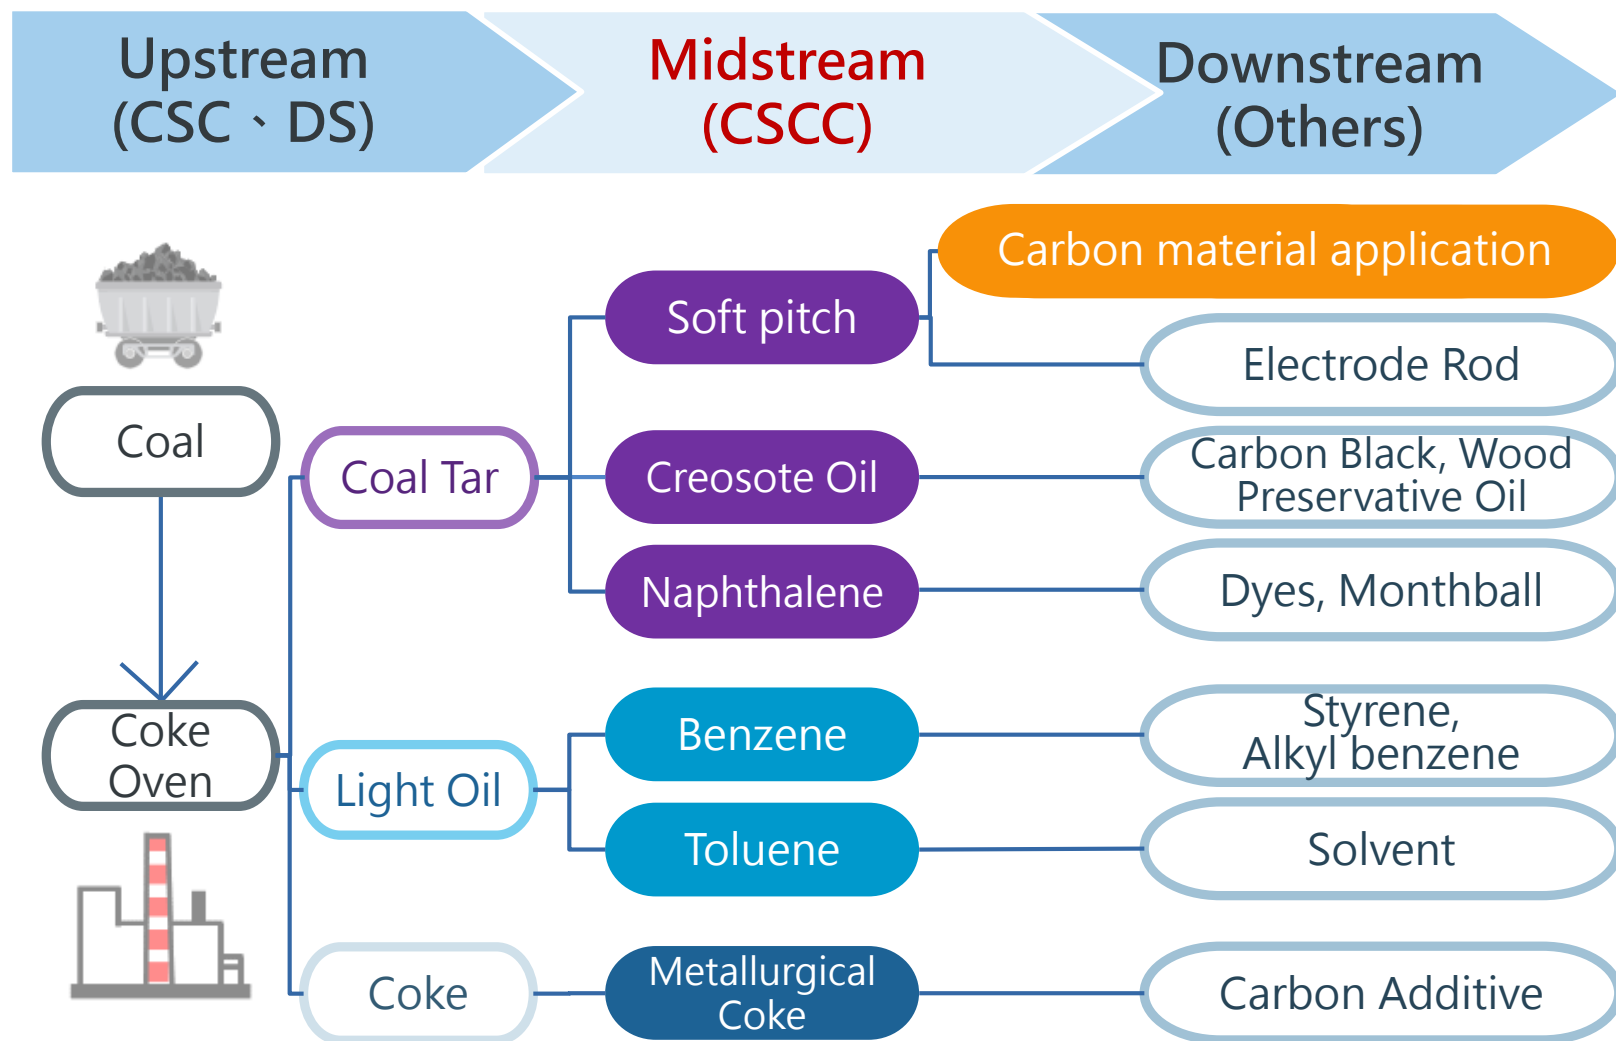 Upstream
(CSC、DS)
Midstream
(CSCC)
Downstream
(Others)
Coal
Coke
Oven
Coal Tar
Light Oil
Coke
Soft pitch
Creosote Oil
Naphthalene
Benzene
Toluene
Metallurgical
Coke
Carbon material application
Electrode Rod
Carbon Black, Wood
Preservative Oil
Dyes, Monthball
Styrene,
Alkyl benzene
Solvent
Carbon Additive